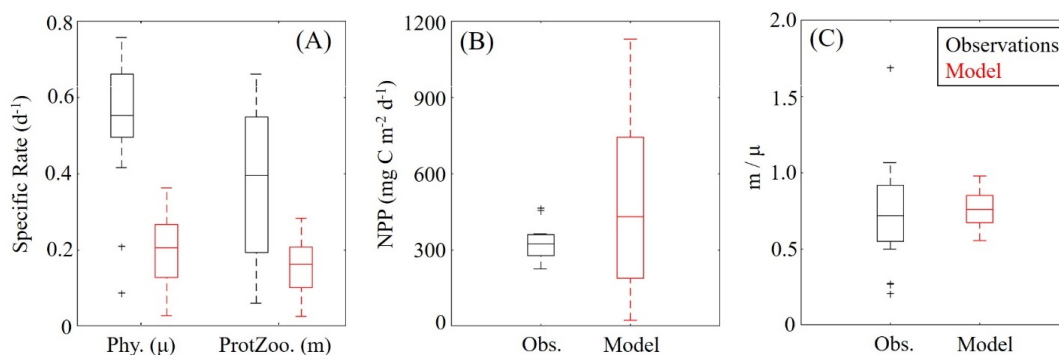 (A)
Specific Rate (d-1)
0.8
0.6
0.4
0.2
0
Phy. (μ)
ProtZoo. (m)
(B)
NPP (mg C m-2 d-1)
1200
900
600
300
0
Obs.
Model
(C)
m / μ
2.0
1.5
1.0
0.5
0
Observations
Model
Obs.
Model